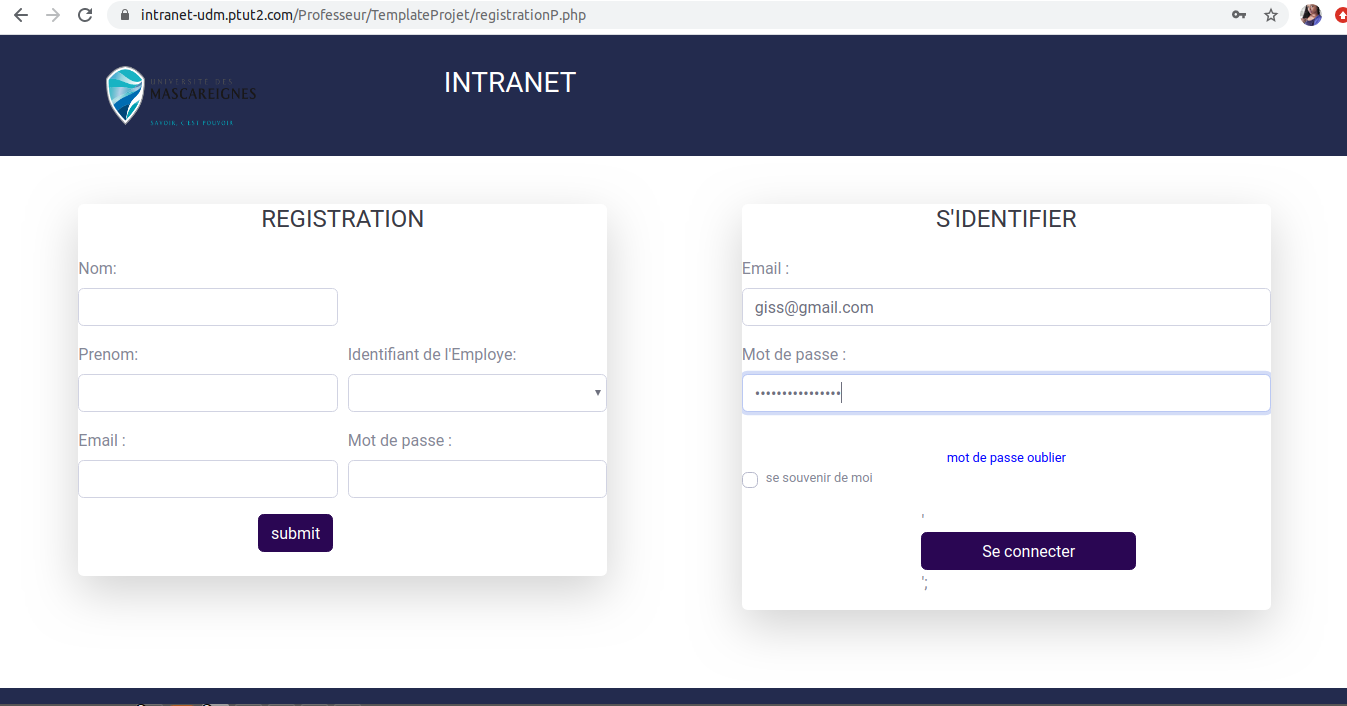 intranet-udm.ptut2.com/Professeur/TemplateProjet/registrationP.php
UNIVERSITE DES
MASCAREIGNES
SAVOIR, C'EST POUVOIR
INTRANET
REGISTRATION
Nom:
Prenom:
Identifiant de l'Employe:
Email :
Mot de passe :
submit
S'IDENTIFIER
Email :
giss@gmail.com
Mot de passe :
••••••••••••••••
mot de passe oublier
se souvenir de moi
'
Se connecter
';